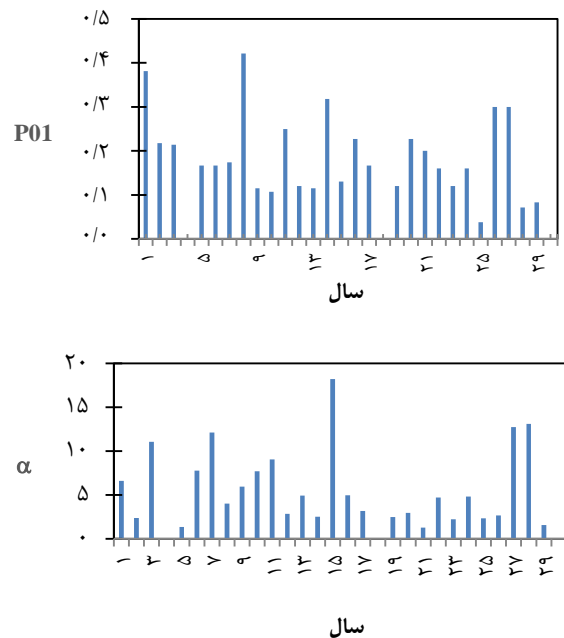 ۰/۵
۰/۴
۰/۳
P01
۰/۲
۰/۱
۰/۰
۱ ۵ ۹ ۱۳ ۱۷ ۲۱ ۲۵ ۲۹
سال
۲۰
۱۵
α
۱۰
۵
۰
۱ ۳ ۵ ۷ ۹ ۱۱ ۱۳ ۱۵ ۱۷ ۱۹ ۲۱ ۲۳ ۲۵ ۲۷ ۲۹
سال